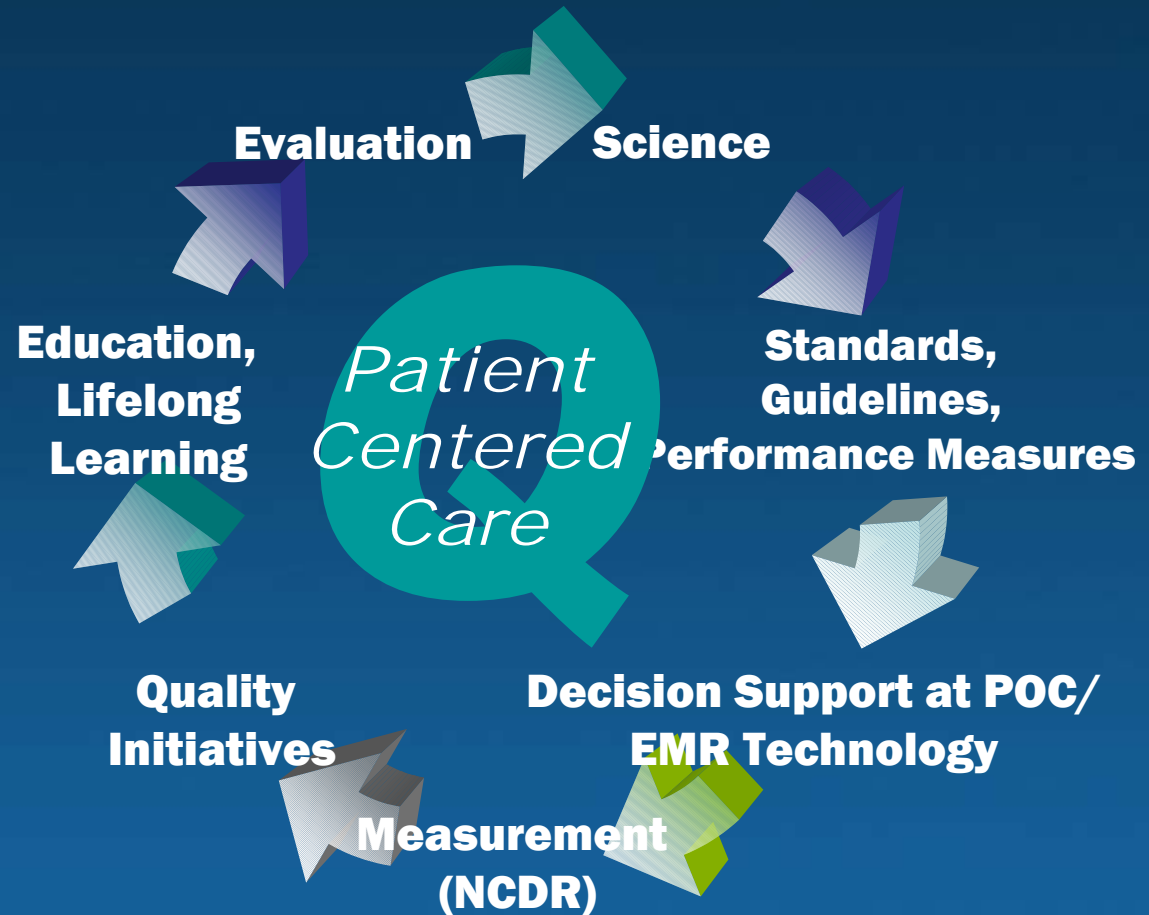 Evaluation
Science
Standards,
Guidelines,
Performance Measures
Decision Support at POC/
EMR Technology
Measurement
(NCDR)
Quality
Initiatives
Education,
Lifelong
Learning
Q
Patient
Centered
Care